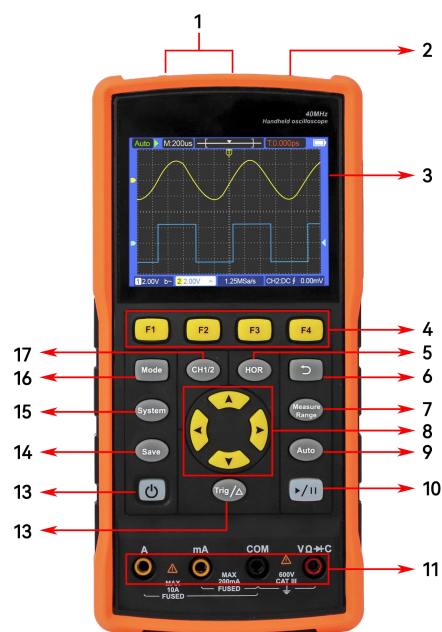 1
2
40MHz
Handheld oscilloscope
Auto M:200us T:0.000ps
3
1 2.00V 2 2.00V ~ 1.25MSa/s CH2:DC 0.00mV
F1 F2 F3 F4
4
17
CH1/2 HOR
5
16
Mode
6
15
System
Measure
Range
7
8
14
Save
Auto
9
13
▶/II
10
Trig/△
13
A mA COM VΩC
11
MAX
10A
FUSED
MAX
200mA
FUSED
600V
CAT III